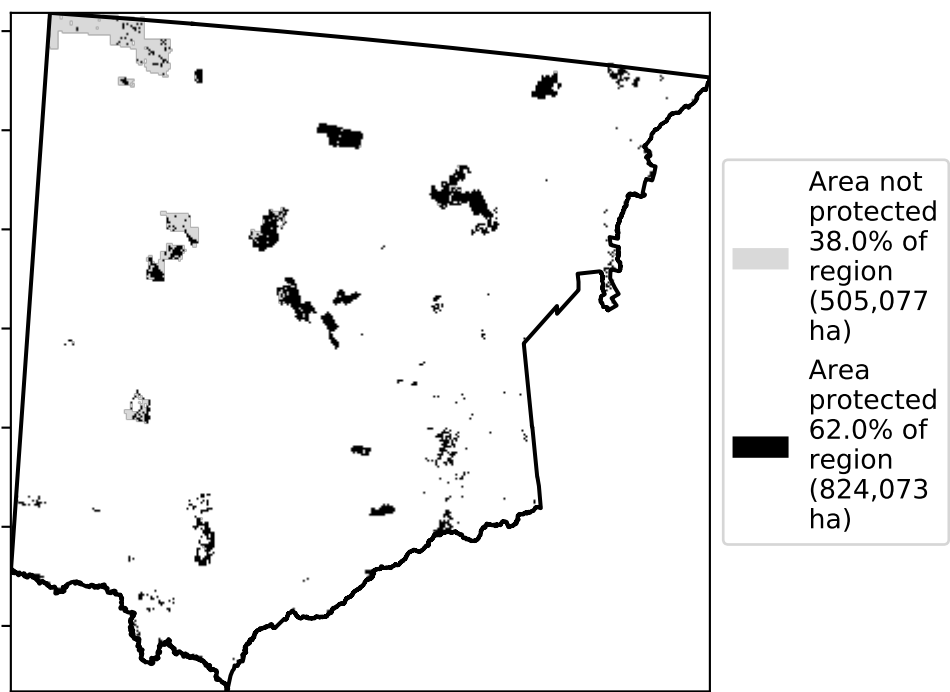 Area not
protected
38.0% of
region
(505,077
ha)
Area
protected
62.0% of
region
(824,073
ha)